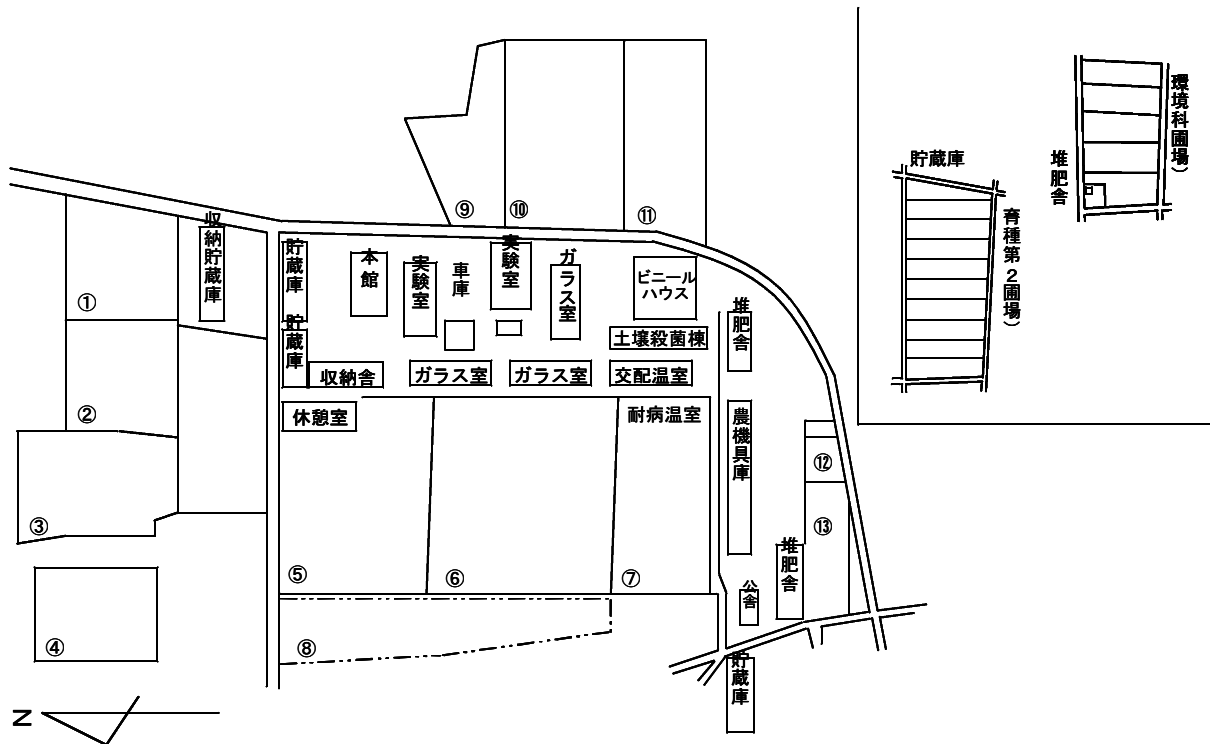 ⑨
⑩
⑪
収納貯蔵庫
貯蔵庫
本館
実験室
車庫
実験室
ガラス室
ビニール
ハウス
①
貯蔵庫
土壌殺菌棟
堆肥舎
収納舎
ガラス室
ガラス室
交配温室
②
休憩室
耐病温室
農機具庫
⑫
③
⑬
⑤
⑥
⑦
堆肥舎
公舎
④
⑧
貯蔵庫
N
貯蔵庫
育種第2圃場）
堆肥舎
環境科圃場）